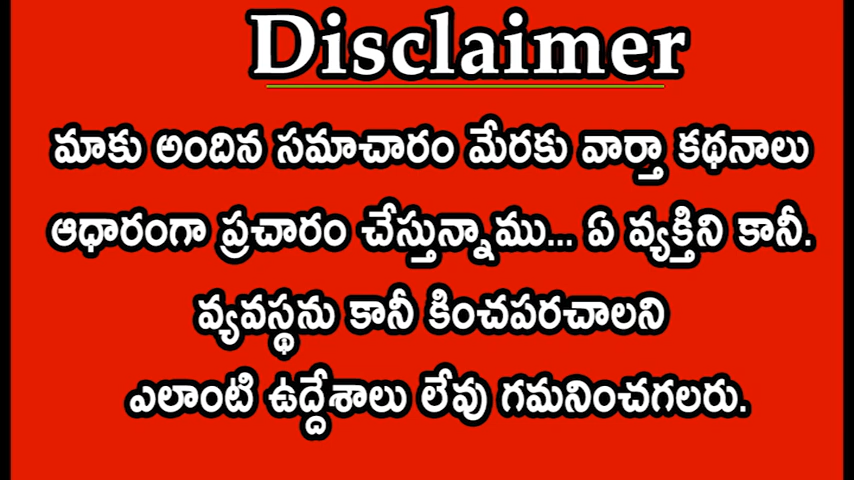 Disclaimer
మాకు అందిన సమాచారం మేరకు వార్తా కథనాలు
ఆధారంగా ప్రచారం చేస్తున్నాము... ఏ వ్యక్తిని కానీ.
వ్యవస్థను కానీ కించపరచాలని
ఎలాంటి ఉద్దేశాలు లేవు గమనించగలరు.